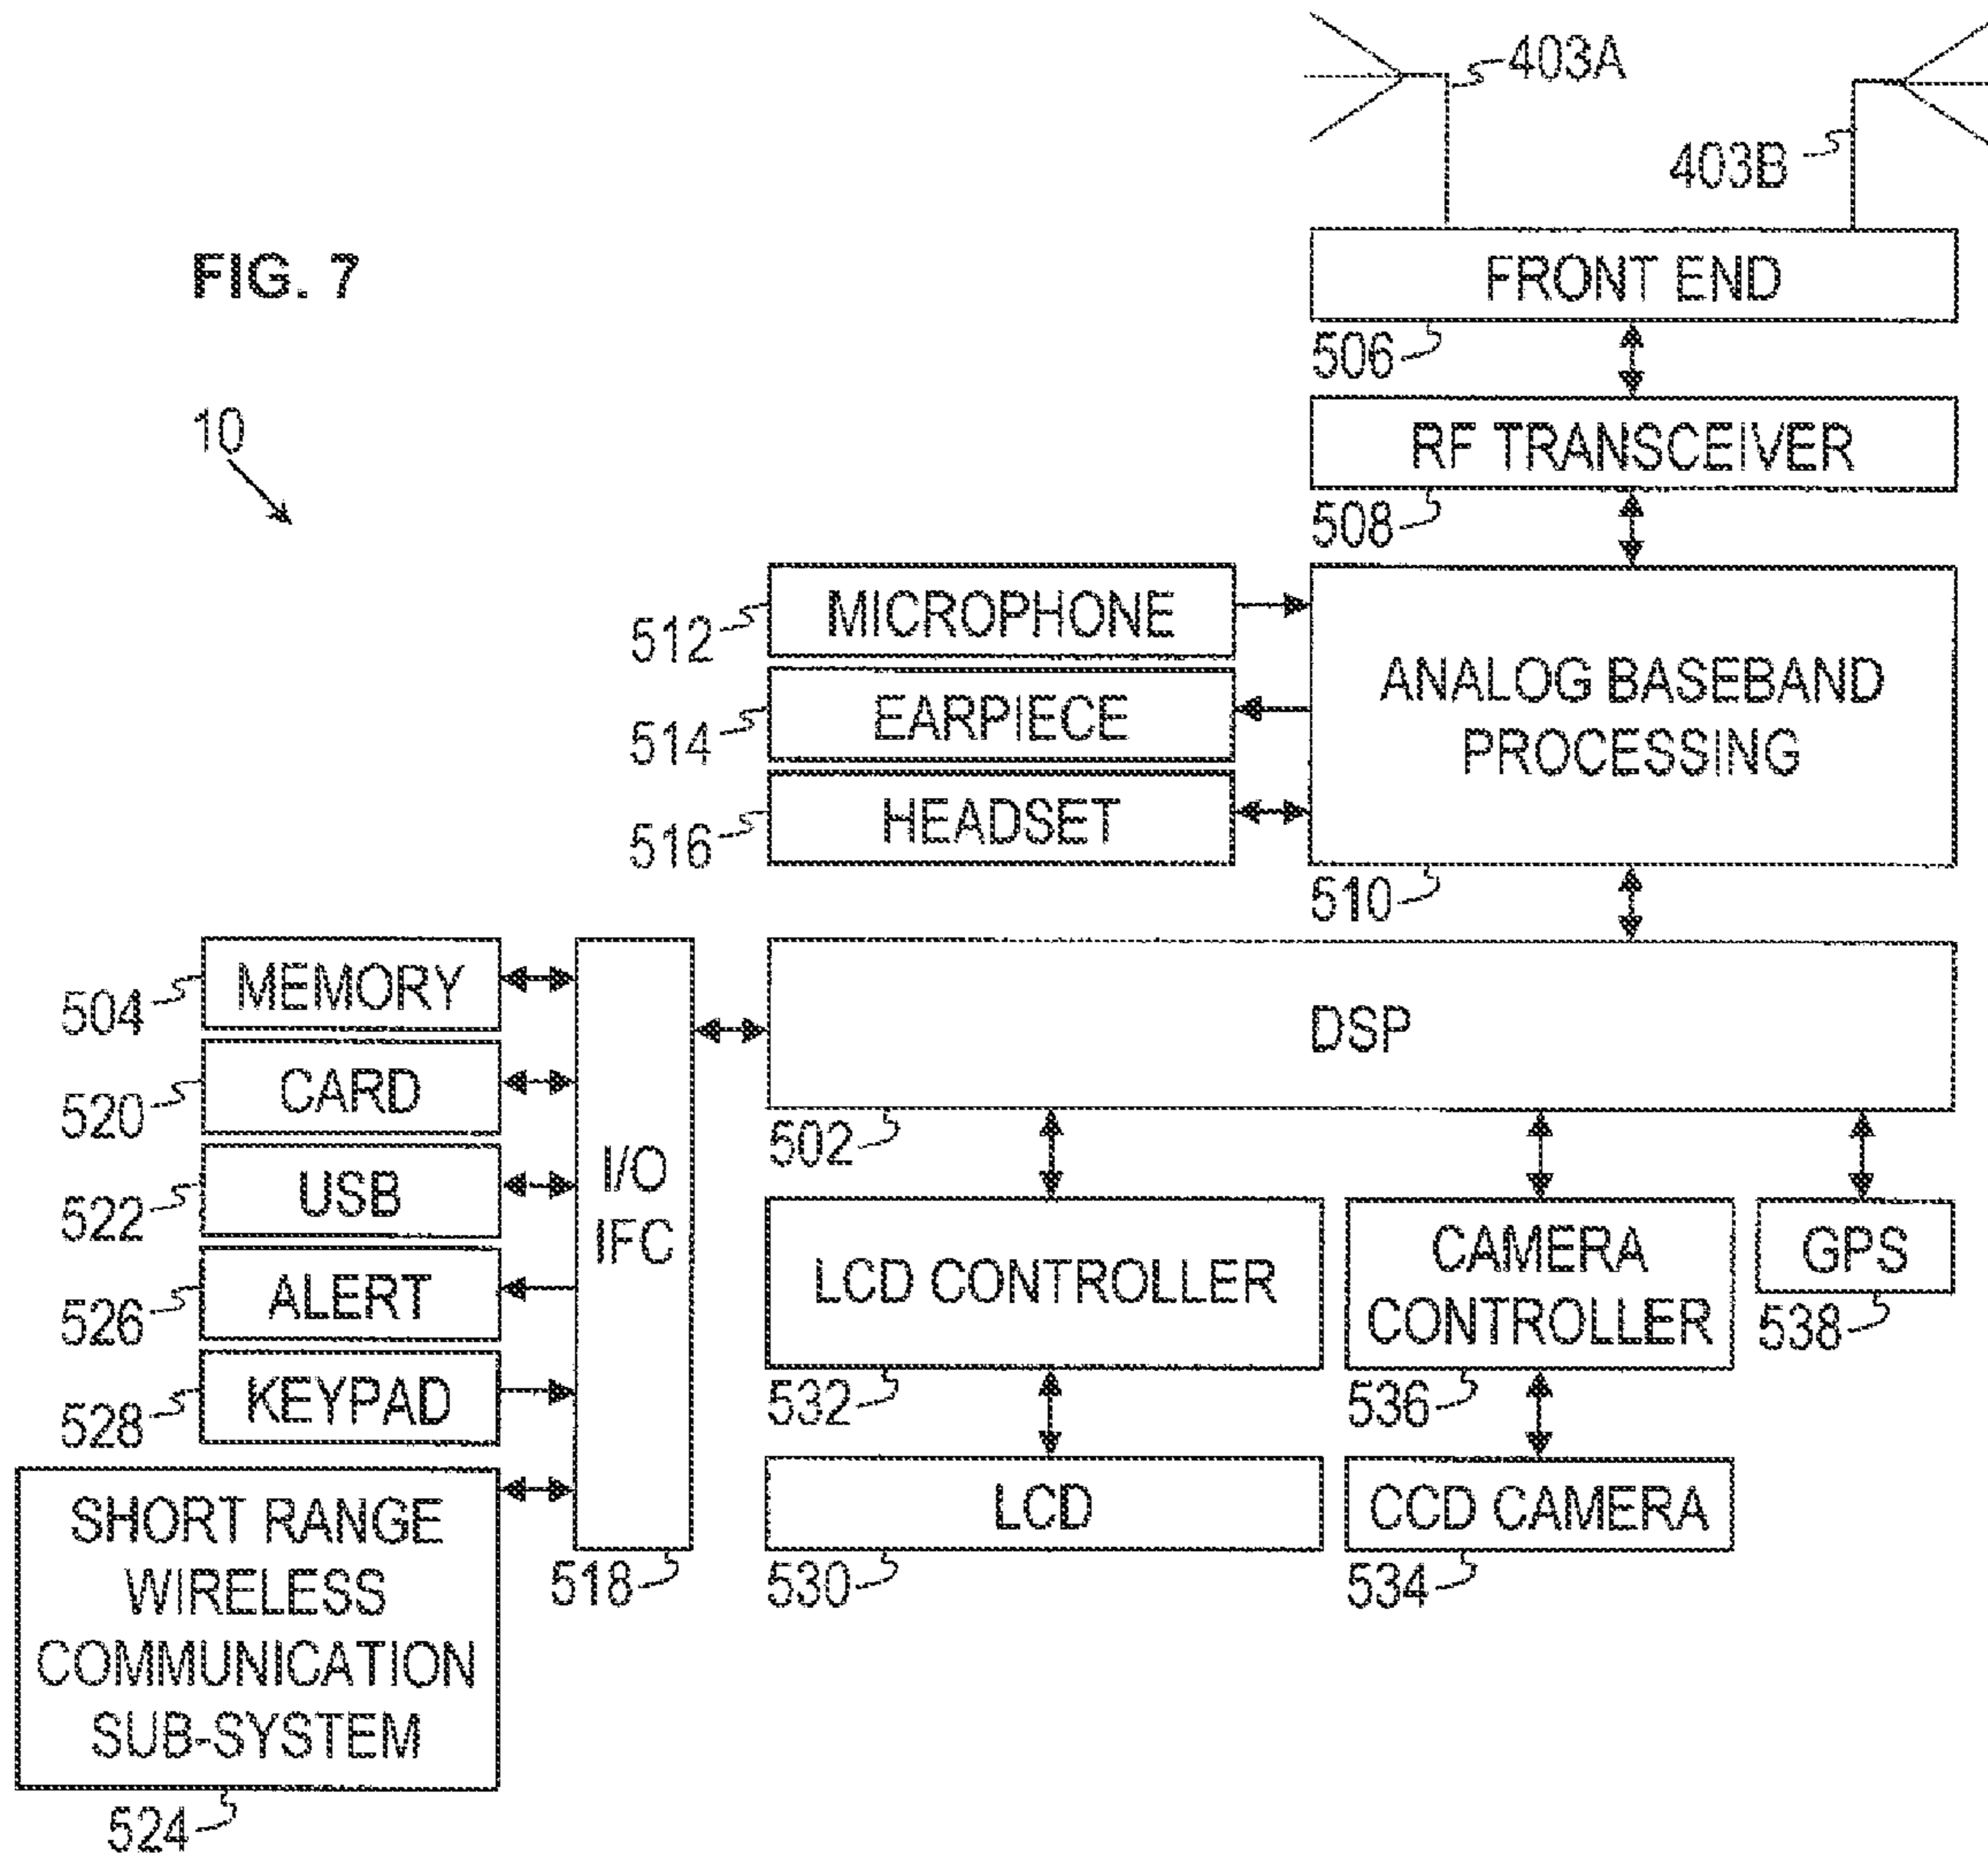 403A
403B
FIG. 7
FRONT END
506
10
RF TRANSCEIVER
508
MICROPHONE
512
EARPIECE
514
HEADSET
516
ANALOG BASEBAND
PROCESSING
510
MEMORY
504
CARD
520
USB
522
ALERT
526
KEYPAD
528
SHORT RANGE
WIRELESS
COMMUNICATION
SUB-SYSTEM
524
I/O
IFC
518
DSP
502
LCD CONTROLLER
532
LCD
530
CAMERA
CONTROLLER
536
CCD CAMERA
534
GPS
538